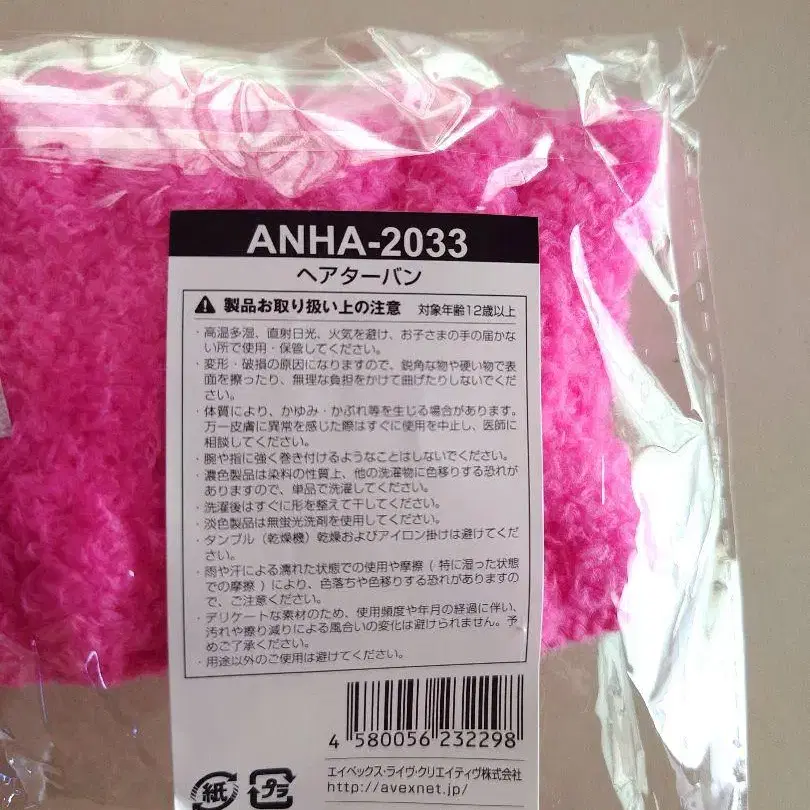 ANHA-2033
ヘアターバン
製品お取り扱い上の注意 対象年齢12歳以上
・高温多湿、直射日光、火気を避け、お子さまの手の届かな
い所で使用・保管してください。
・変形・破損の原因になりますので、鋭角な物や硬い物で表
面を擦ったり、無理な負担をかけて曲げたりしないでくだ
さい。
・体質により、かゆみ・かぶれ等を生じる場合があります。
万一皮膚に異常を感じた際はすぐに使用を中止し、医師に
相談してください。
・腕や指に強く巻き付けるようなことはしないでください。
・濃色製品は染料の性質上、他の洗濯物に色移りする恐れが
ありますので、単品で洗濯してください。
・洗濯後はすぐに形を整えて干してください。
・淡色製品は無蛍光洗剤を使用してください。
・タンブル（乾燥機）乾燥およびアイロン掛けは避けてくだ
さい。
・雨や汗による濡れた状態での使用や摩擦（特に湿った状態
での摩擦）により、色落ちや色移りする恐れがありますの
で、ご注意ください。
・デリケートな素材のため、使用頻度や年月の経過に伴い、
汚れや擦り減りによる風合いの変化は避けられません。予
めご了承ください。
・用途以外のご使用は避けてください。
4 580056 232298
エイベックス・ライヴ・クリエイティヴ株式会社
http://avexnet.jp/
紙 プラ